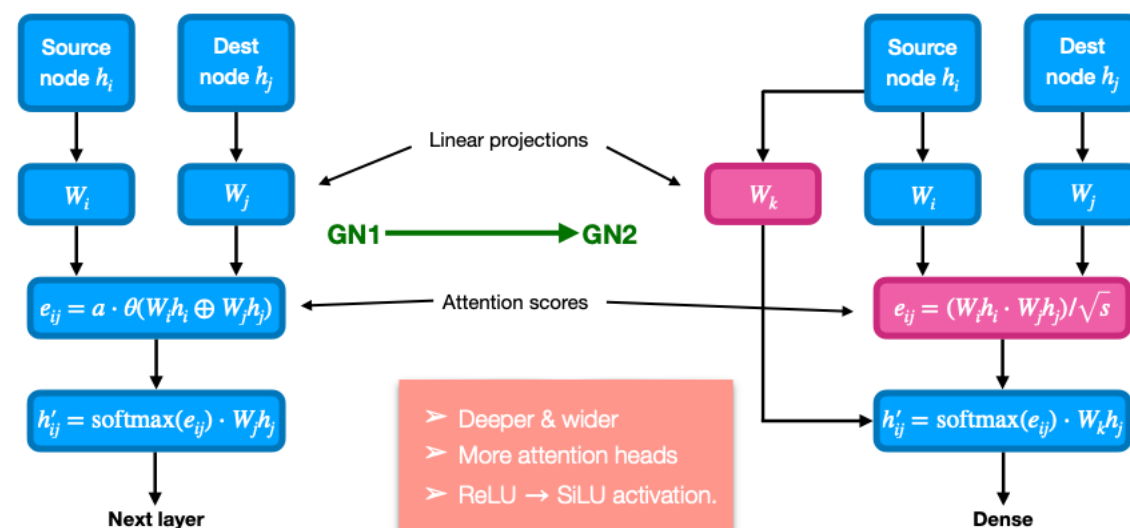 Source
node hᵢ
Dest
node hⱼ
Wᵢ
Wⱼ
eᵢⱼ = a · θ(Wᵢhᵢ ⊕ Wⱼhⱼ)
h′ᵢⱼ = softmax(eᵢⱼ) · Wⱼhⱼ
Next layer
Linear projections
GN1
GN2
Attention scores
➢ Deeper & wider
➢ More attention heads
➢ ReLU → SiLU activation.
Source
node hᵢ
Dest
node hⱼ
Wₖ
Wᵢ
Wⱼ
eᵢⱼ = (Wᵢhᵢ · Wⱼhⱼ)/√s
h′ᵢⱼ = softmax(eᵢⱼ) · Wₖhⱼ
Dense